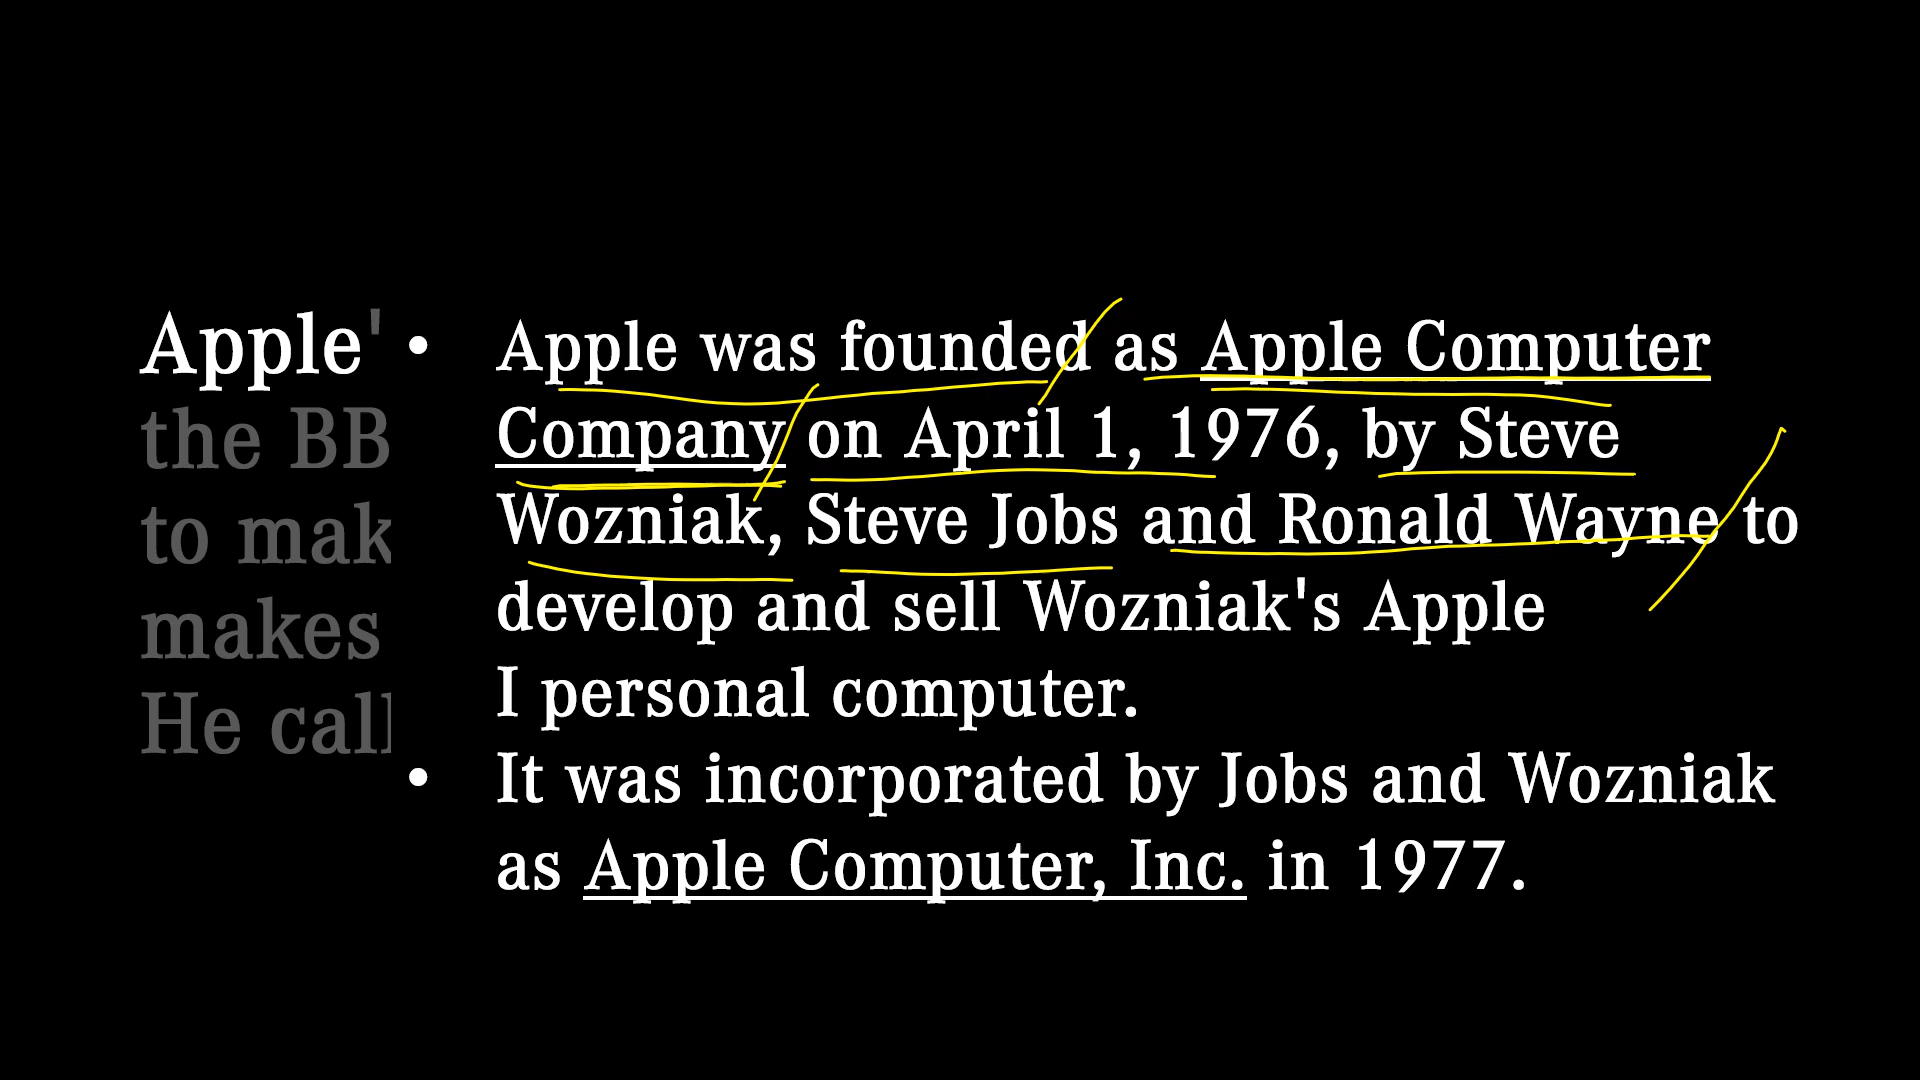 Apple'
the BB
to mak
makes
He call
• Apple was founded as Apple Computer
Company on April 1, 1976, by Steve
Wozniak, Steve Jobs and Ronald Wayne to
develop and sell Wozniak's Apple
I personal computer.
• It was incorporated by Jobs and Wozniak
as Apple Computer, Inc. in 1977.